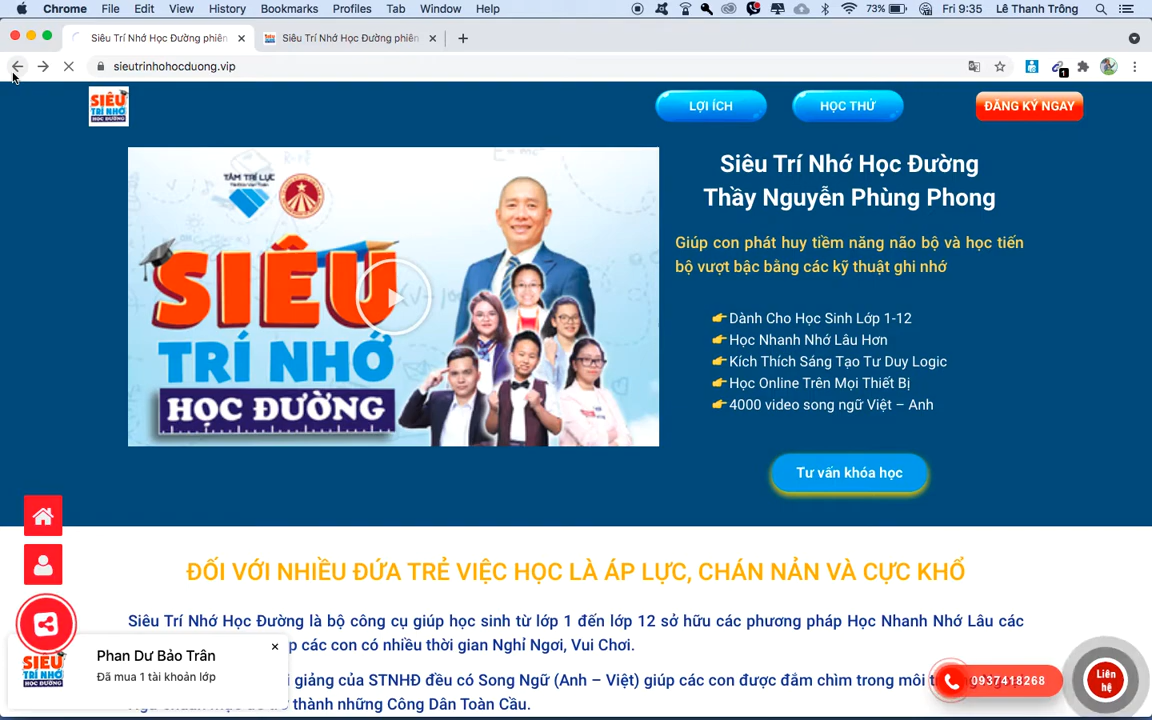 Chrome File Edit View History Bookmarks Profiles Tab Window Help 73% Fri 9:35 Lê Thanh Trông
Siêu Trí Nhớ Học Đường phiên
Siêu Trí Nhớ Học Đường phiên
sieutrinhohocduong.vip
1
SIÊU
TRÍ NHỚ
HỌC ĐƯỜNG
LỢI ÍCH
HỌC THỬ
ĐĂNG KÝ NGAY
TÂM TRÍ LỰC
SIÊU
TRÍ NHỚ
HỌC ĐƯỜNG
Siêu Trí Nhớ Học Đường
Thầy Nguyễn Phùng Phong
Giúp con phát huy tiềm năng não bộ và học tiến
bộ vượt bậc bằng các kỹ thuật ghi nhớ
Dành Cho Học Sinh Lớp 1-12
Học Nhanh Nhớ Lâu Hơn
Kích Thích Sáng Tạo Tư Duy Logic
Học Online Trên Mọi Thiết Bị
4000 video song ngữ Việt – Anh
Tư vấn khóa học
ĐỐI VỚI NHIỀU ĐỨA TRẺ VIỆC HỌC LÀ ÁP LỰC, CHÁN NẢN VÀ CỰC KHỔ
Siêu Trí Nhớ Học Đường là bộ công cụ giúp học sinh từ lớp 1 đến lớp 12 sở hữu các phương pháp Học Nhanh Nhớ Lâu các
p các con có nhiều thời gian Nghỉ Ngơi, Vui Chơi.
i giảng của STNHĐ đều có Song Ngữ (Anh – Việt) giúp các con được đắm chìm trong môi
để trở thành những Công Dân Toàn Cầu.
SIÊU
TRÍ NHỚ
HỌC ĐƯỜNG
Phan Dư Bảo Trân
Đã mua 1 tài khoản lớp
0937418268
Liên
hệ